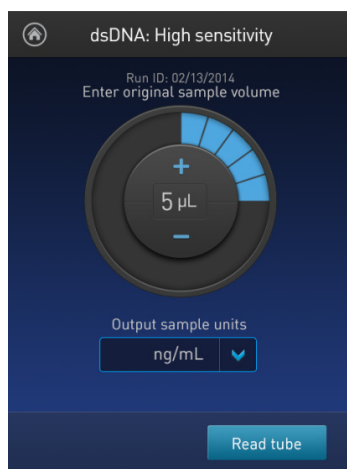 dsDNA: High sensitivity
Run ID: 02/13/2014
Enter original sample volume
+
5 µL
−
Output sample units
ng/mL
Read tube